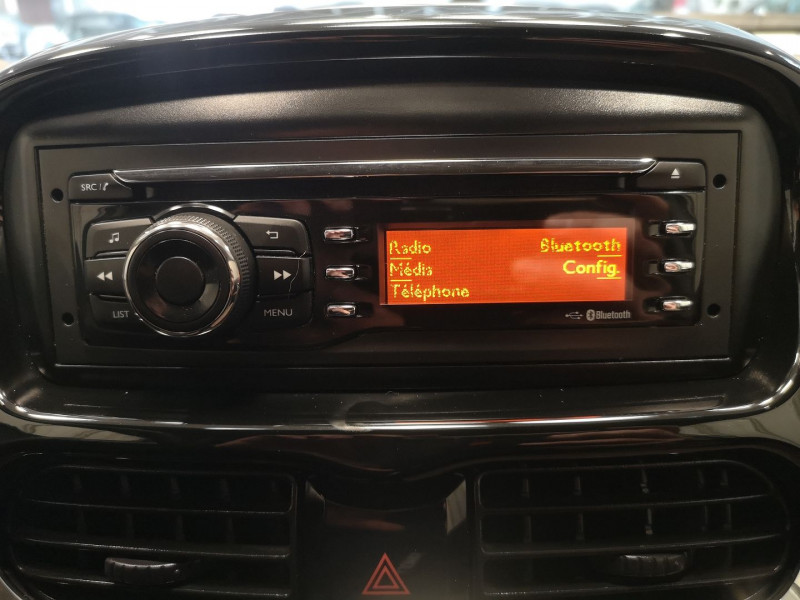 SRC
Radio Bluetooth
Média Config.
Téléphone
LIST MENU
Bluetooth